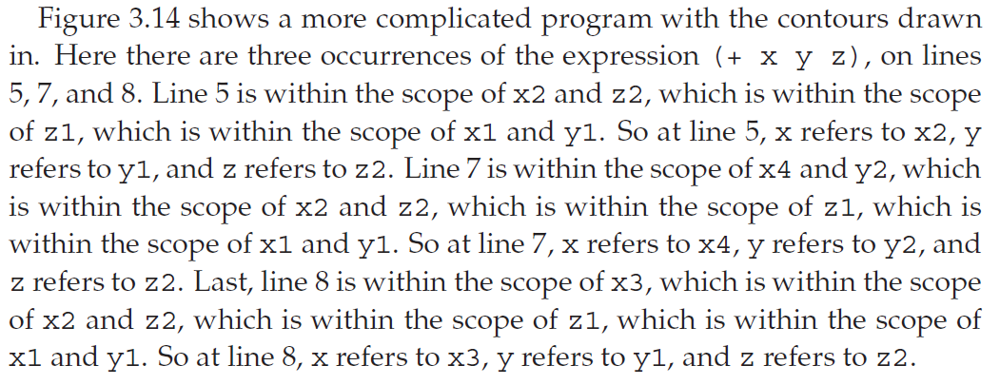 Figure 3.14 shows a more complicated program with the contours drawn
in. Here there are three occurrences of the expression (+ x y z), on lines
5, 7, and 8. Line 5 is within the scope of x2 and z2, which is within the scope
of z1, which is within the scope of x1 and y1. So at line 5, x refers to x2, y
refers to y1, and z refers to z2. Line 7 is within the scope of x4 and y2, which
is within the scope of x2 and z2, which is within the scope of z1, which is
within the scope of x1 and y1. So at line 7, x refers to x4, y refers to y2, and
z refers to z2. Last, line 8 is within the scope of x3, which is within the scope
of x2 and z2, which is within the scope of z1, which is within the scope of
x1 and y1. So at line 8, x refers to x3, y refers to y1, and z refers to z2.